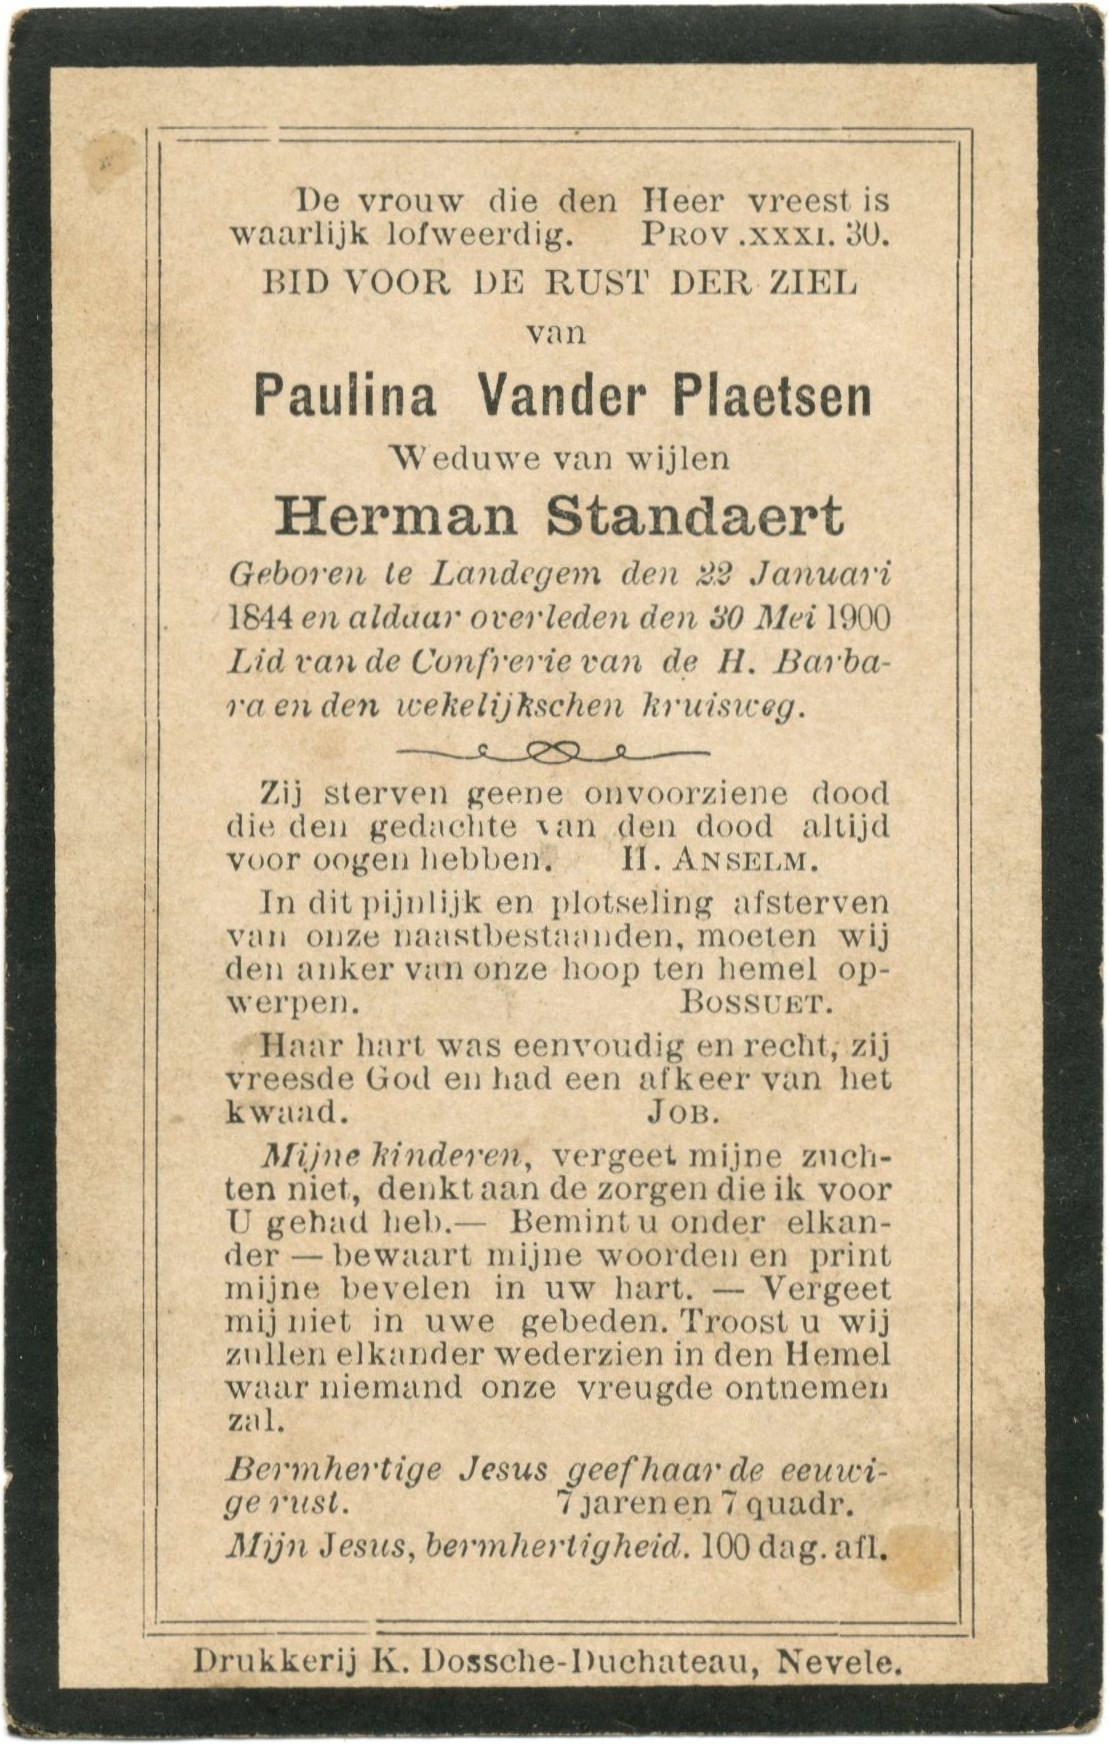 De vrouw die den Heer vreest is
waarlijk lofweerdig. PROV .XXXI. 30.
BID VOOR DE RUST DER ZIEL
van
Paulina Vander Plaetsen
Weduwe van wijlen
Herman Standaert
Geboren te Landegem den 22 Januari
1844 en aldaar overleden den 30 Mei 1900
Lid van de Confrerie van de H. Barba-
ra en den wekelijkschen kruisweg.
Zij sterven geene onvoorziene dood
die den gedachte van den dood altijd
voor oogen hebben. H. ANSELM.
In dit pijnlijk en plotseling afsterven
van onze naastbestaanden, moeten wij
den anker van onze hoop ten hemel op-
werpen. BOSSUET.
Haar hart was eenvoudig en recht, zij
vreesde God en had een afkeer van het
kwaad. JOB.
Mijne kinderen, vergeet mijne zuch-
ten niet, denkt aan de zorgen die ik voor
U gehad heb.— Bemint u onder elkan-
der — bewaart mijne woorden en print
mijne bevelen in uw hart. — Vergeet
mij niet in uwe gebeden. Troost u wij
zullen elkander wederzien in den Hemel
waar niemand onze vreugde ontnemen
zal.
Bermhertige Jesus geef haar de eeuwi-
ge rust. 7 jaren en 7 quadr.
Mijn Jesus, bermhertigheid. 100 dag. afl.
Drukkerij K. Dossche-Duchateau, Nevele.